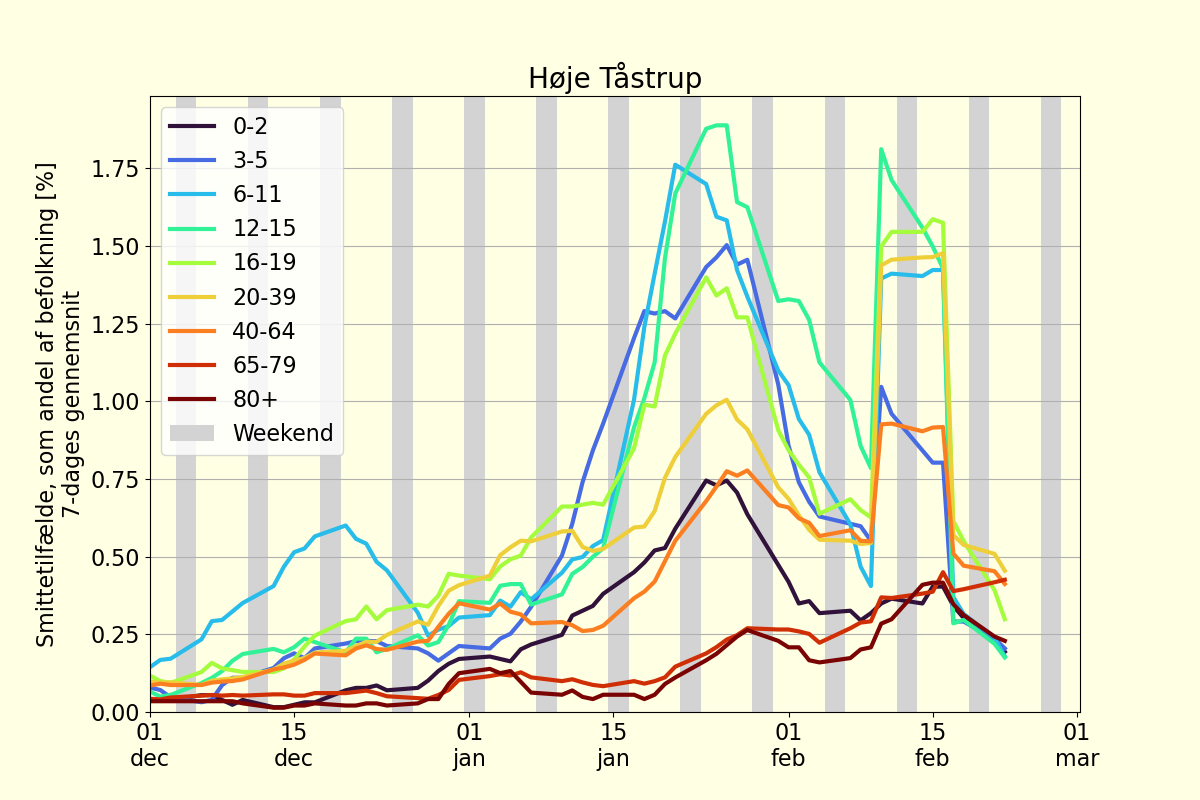 Høje Tåstrup
Smittetilfælde, som andel af befolkning [%]
7-dages gennemsnit
1.75
1.50
1.25
1.00
0.75
0.50
0.25
0.00
0-2
3-5
6-11
12-15
16-19
20-39
40-64
65-79
80+
Weekend
01 15 01 15 01 15 01
dec dec jan jan feb feb mar